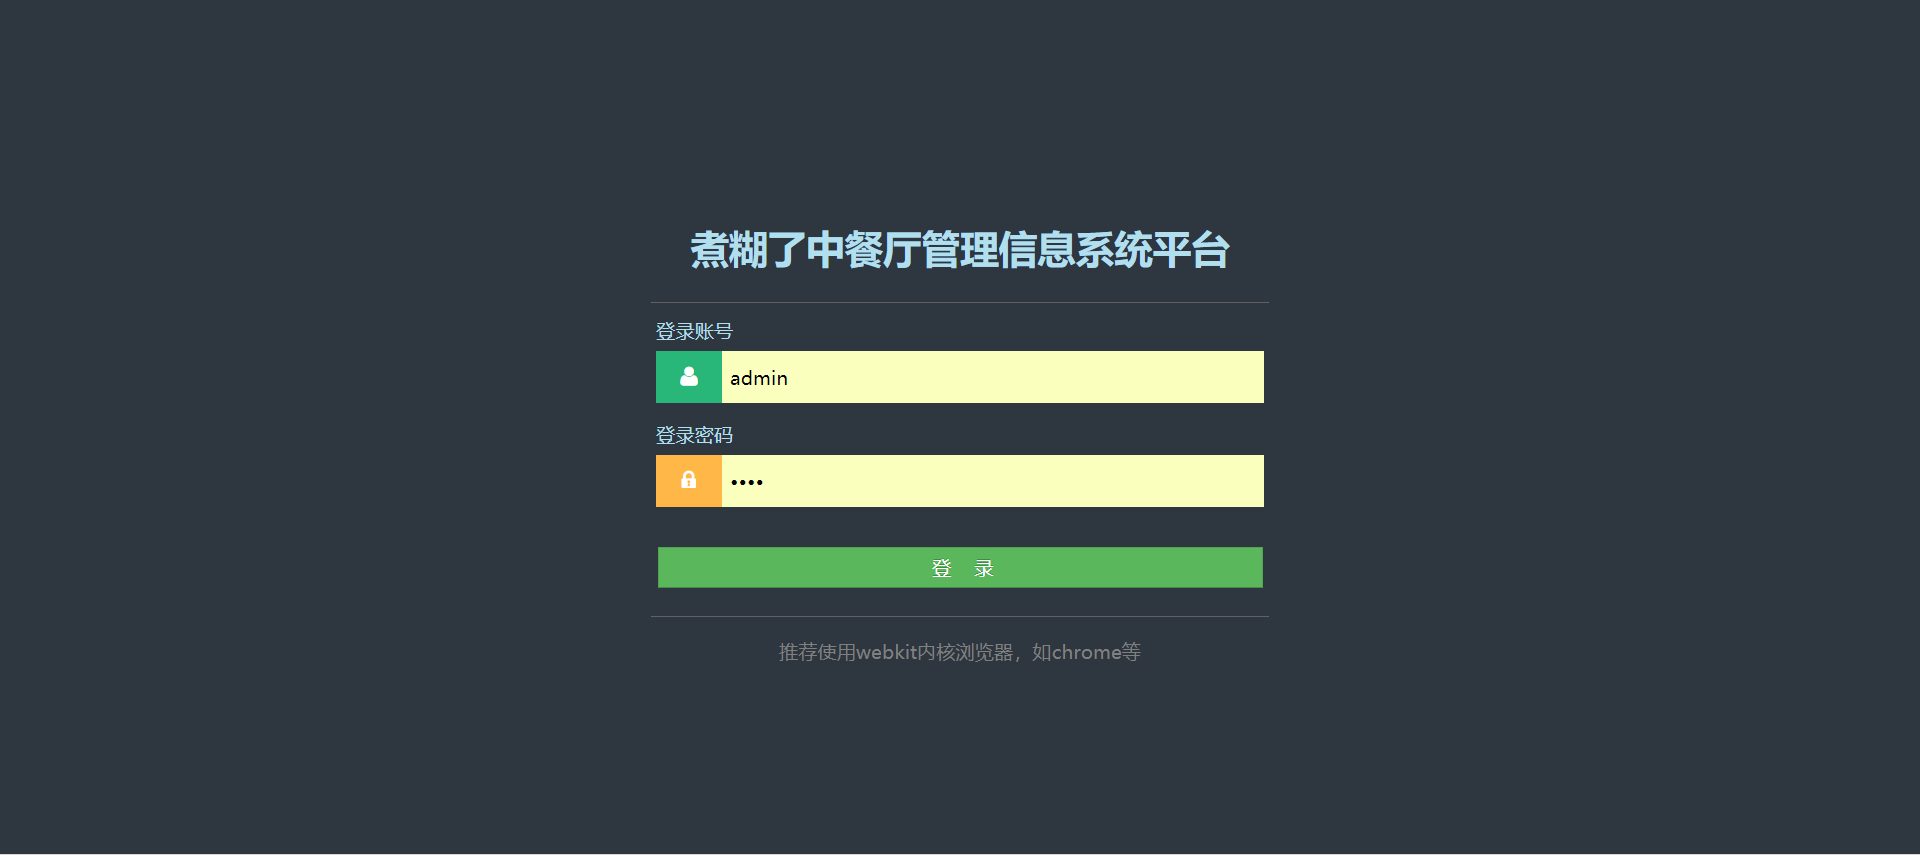 煮糊了中餐厅管理信息系统平台
登录账号
admin
登录密码
••••
登 录
推荐使用webkit内核浏览器，如chrome等